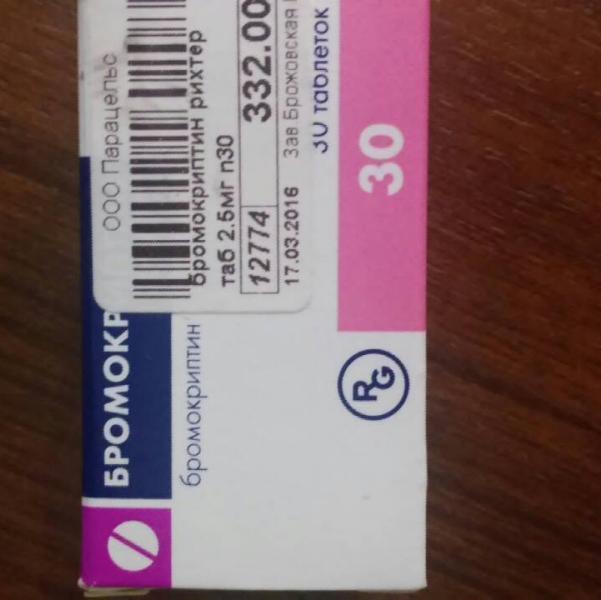 ООО Парацельс
бромокриптин рихтер
таб 2.5мг п30
12774 332.00
17.03.2016 Зав Брожовская
БРОМОКР
бромокриптин
30 таблеток
30
RG